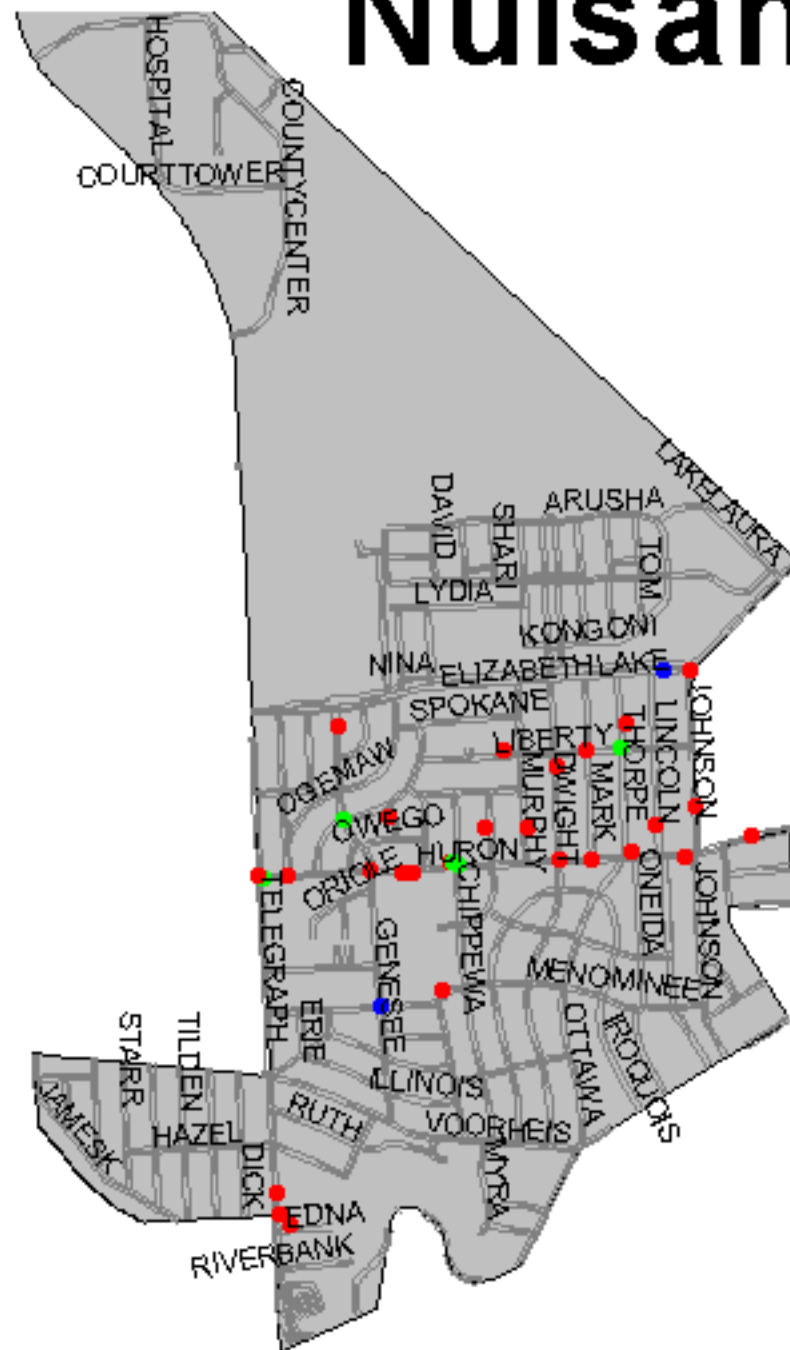 Nuisan
HOSPITAL
COUNTYCENTER
COURTTOWER
LAKELAURA
DAVID
SHARI
ARUSHA
TOM
LYDIA
KONGONI
NINA
ELIZABETHLAKE
SPOKANE
LIBERTY
THORPE
LINCOLN
JOHNSON
OGEMAW
MURPHY
DWIGHT
MARK
OWEGO
HURON
ORIOLE
CHIPPEWA
ONEIDA
JOHNSON
TELEGRAPH
GENESEE
MENOMINEE
ERIE
OTTAWA
IROQUOIS
STARR
TILDEN
ILLINOIS
JAMESK
HAZEL
RUTH
VOORHEIS
DICK
MYRA
EDNA
RIVERBANK